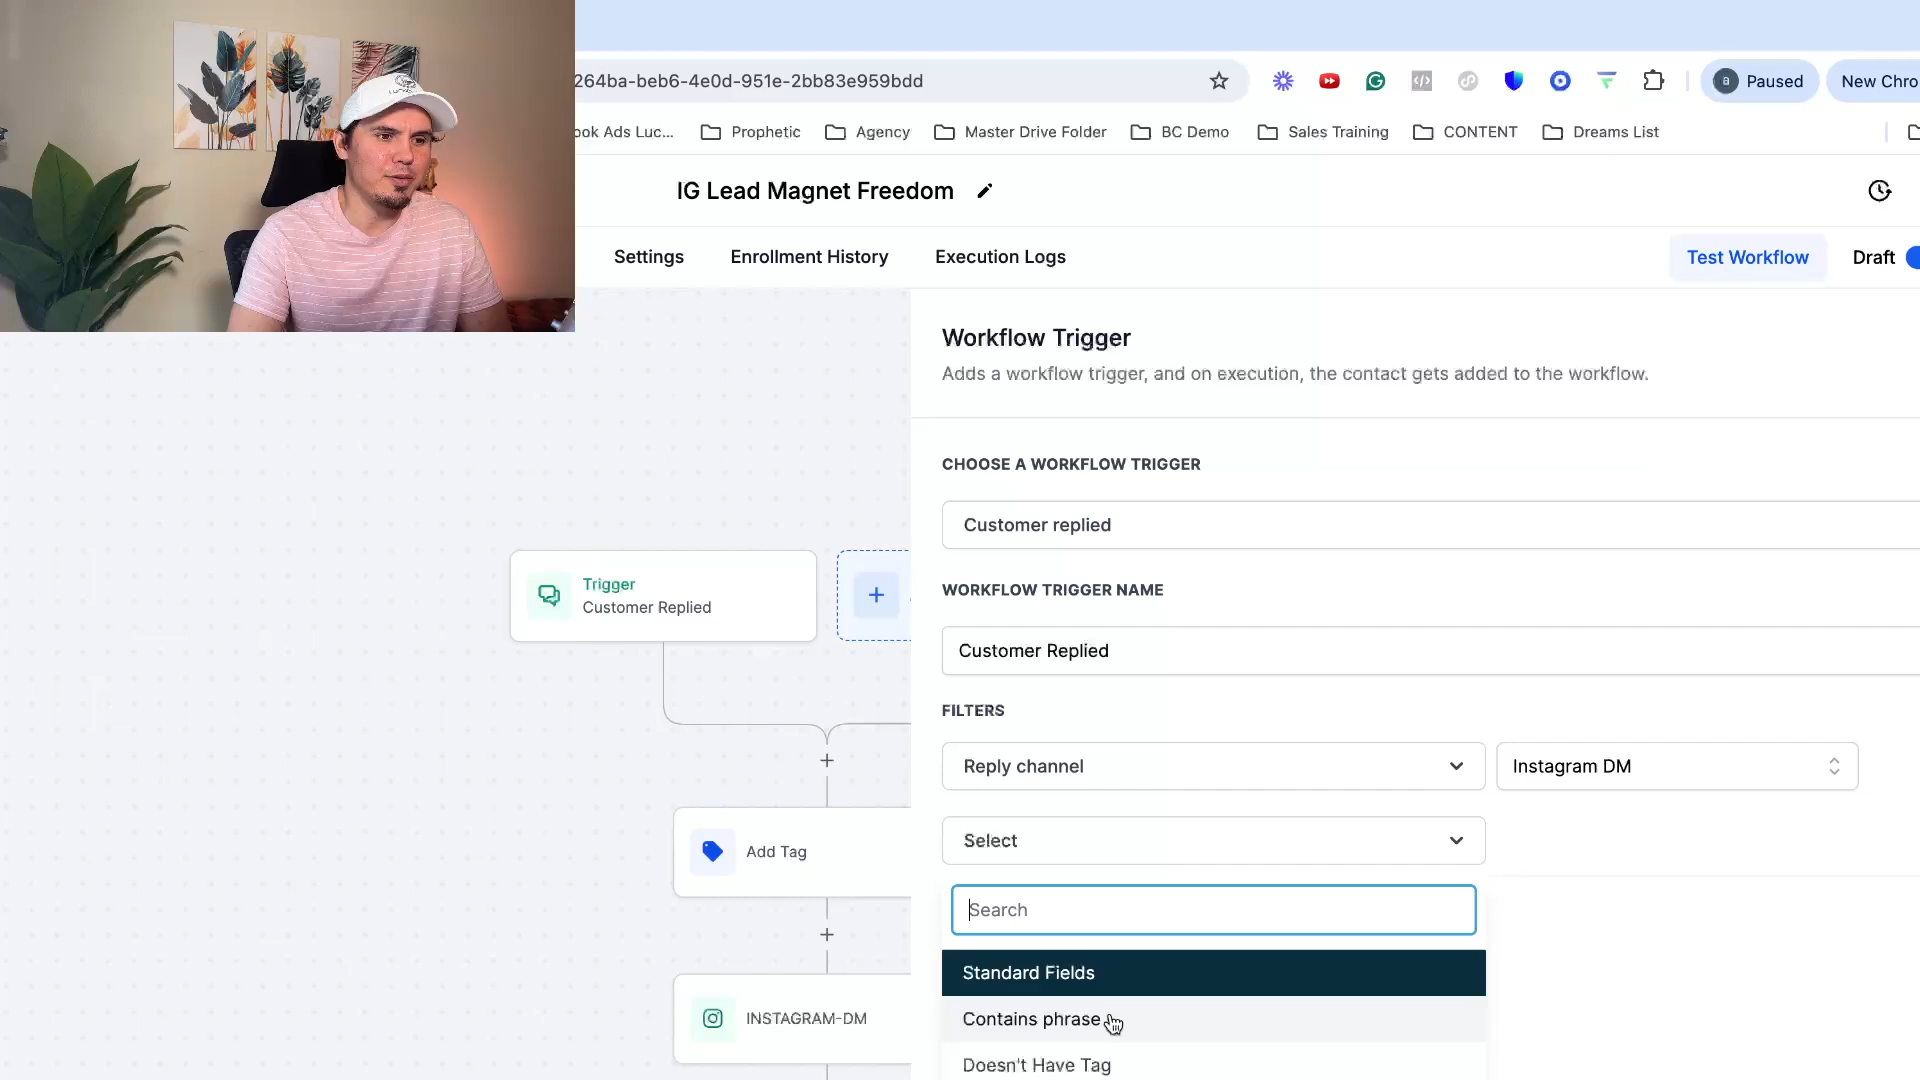 264ba-beb6-4e0d-951e-2bb83e959bdd
a Paused
New Chro
ook Ads Luc...
Prophetic
Agency
Master Drive Folder
BC Demo
Sales Training
CONTENT
Dreams List
IG Lead Magnet Freedom
Settings
Enrollment History
Execution Logs
Test Workflow
Draft
Workflow Trigger
Adds a workflow trigger, and on execution, the contact gets added to the workflow.
CHOOSE A WORKFLOW TRIGGER
Customer replied
WORKFLOW TRIGGER NAME
Customer Replied
FILTERS
Reply channel
Instagram DM
Select
Search
Standard Fields
Contains phrase
Doesn't Have Tag
Trigger
Customer Replied
Add Tag
INSTAGRAM-DM